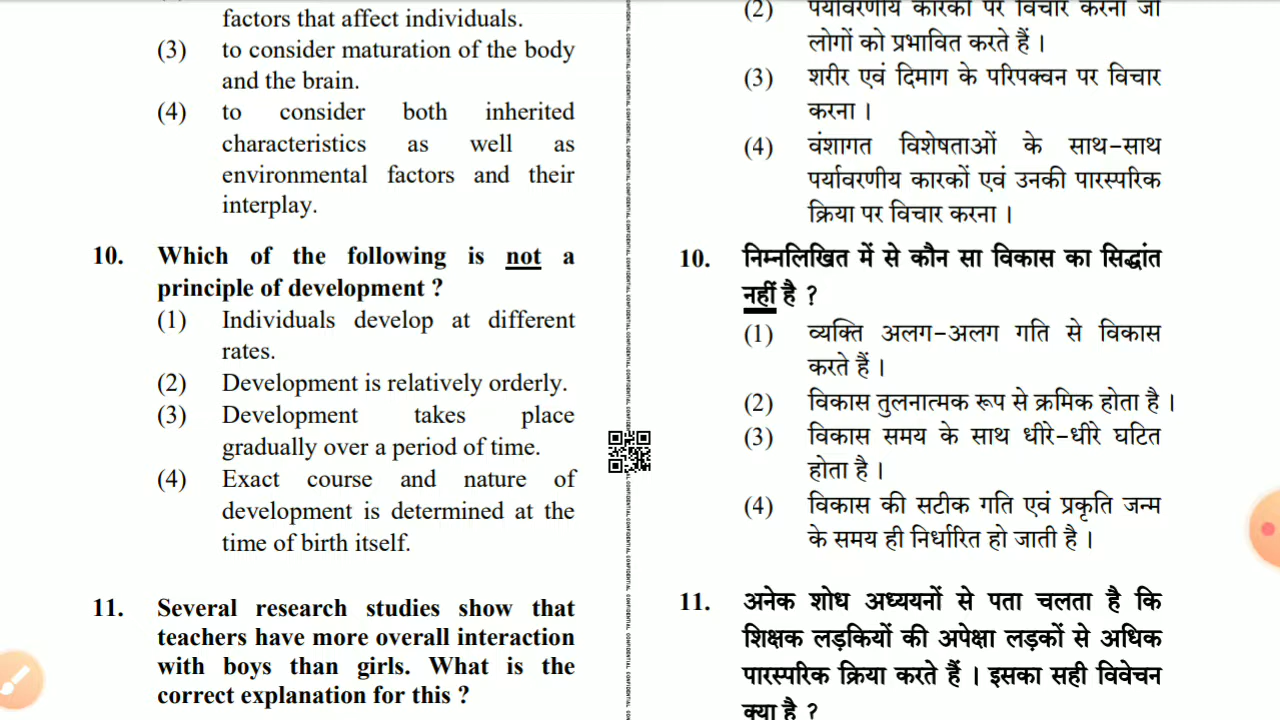 factors that affect individuals.
(3) to consider maturation of the body
and the brain.
(4) to consider both inherited
characteristics as well as
environmental factors and their
interplay.
10. Which of the following is not a
principle of development ?
(1) Individuals develop at different
rates.
(2) Development is relatively orderly.
(3) Development takes place
gradually over a period of time.
(4) Exact course and nature of
development is determined at the
time of birth itself.
11. Several research studies show that
teachers have more overall interaction
with boys than girls. What is the
correct explanation for this ?
(2) पर्यावरणीय कारकों पर विचार करना जो
लोगों को प्रभावित करते हैं ।
(3) शरीर एवं दिमाग के परिपक्वन पर विचार
करना ।
(4) वंशागत विशेषताओं के साथ-साथ
पर्यावरणीय कारकों एवं उनकी पारस्परिक
क्रिया पर विचार करना ।
10. निम्नलिखित में से कौन सा विकास का सिद्धांत
नहीं है ?
(1) व्यक्ति अलग-अलग गति से विकास
करते हैं ।
(2) विकास तुलनात्मक रूप से क्रमिक होता है ।
(3) विकास समय के साथ धीरे-धीरे घटित
होता है ।
(4) विकास की सटीक गति एवं प्रकृति जन्म
के समय ही निर्धारित हो जाती है ।
11. अनेक शोध अध्ययनों से पता चलता है कि
शिक्षक लड़कियों की अपेक्षा लड़कों से अधिक
पारस्परिक क्रिया करते हैं । इसका सही विवेचन
क्या है ?